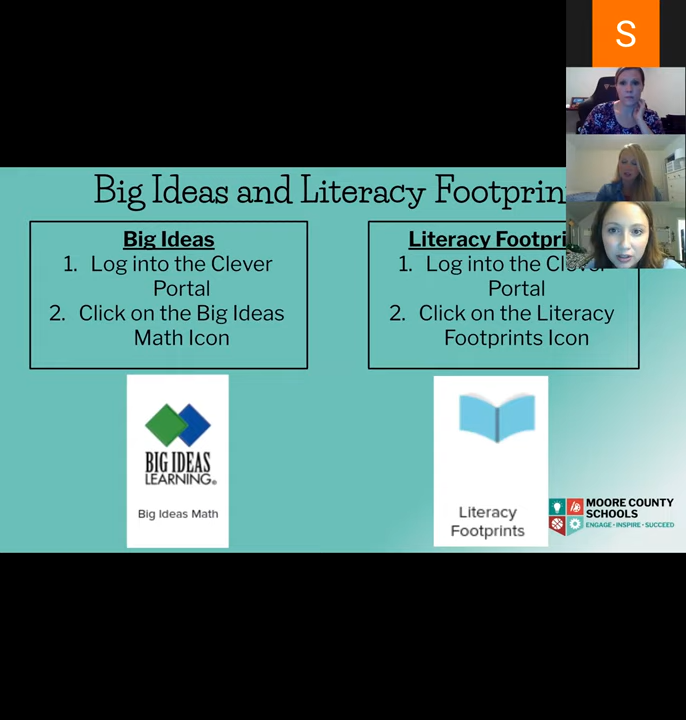 S
Big Ideas and Literacy
Big Ideas
1. Log into the Clever
Portal
2. Click on the Big Ideas
Math Icon
Literacy
1. Log into the
Portal
2. Click on the Literacy
Footprints Icon
BIG IDEAS
LEARNING®
Big Ideas Math
Literacy
Footprints
MOORE COUNTY
SCHOOLS
ENGAGE • INSPIRE • SUCCEED